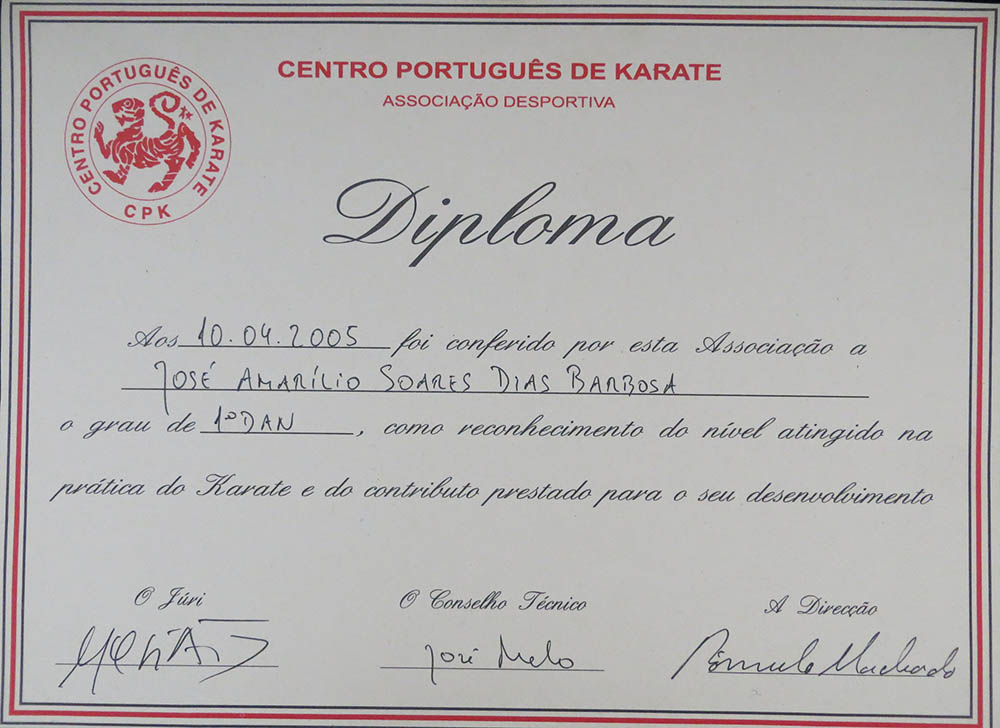 CENTRO PORTUGUÊS DE KARATE
CPK
CENTRO PORTUGUÊS DE KARATE
ASSOCIAÇÃO DESPORTIVA
Diploma
Aos 10.04.2005 foi conferido por esta Associação a
JOSÉ AMARÍLIO SOARES DIAS BARBOSA
o grau de 1º DAN, como reconhecimento do nível atingido na
prática do Karate e do contributo prestado para o seu desenvolvimento
O Júri
O Conselho Técnico
A Direcção
José Melo
Rómulo Machado